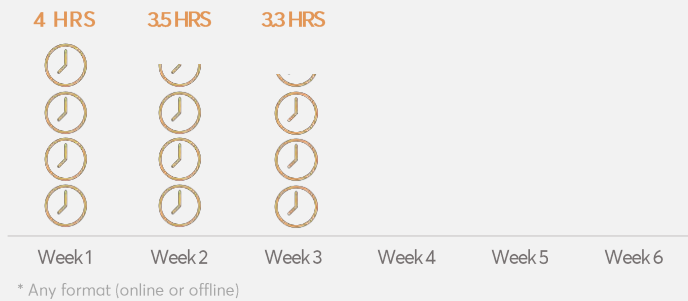 4 HRS 3.5 HRS 3.3 HRS
Week 1 Week 2 Week 3 Week 4 Week 5 Week 6
* Any format (online or offline)